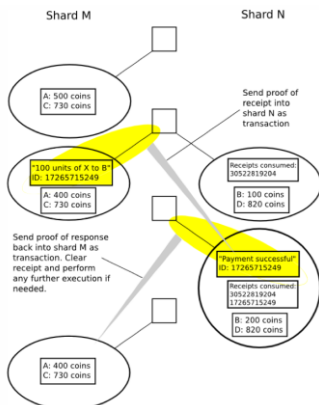 Shard M
Shard N
A: 500 coins
C: 730 coins
Send proof of
receipt into
shard N as
transaction
"100 units of X to B"
ID: 17265715249
A: 400 coins
C: 730 coins
Receipts consumed:
30522819204
B: 100 coins
D: 820 coins
Send proof of response
back into shard M as
transaction. Clear
receipt and perform
any further execution if
needed.
"Payment successful"
ID: 17265715249
Receipts consumed:
30522819204
17265715249
B: 200 coins
D: 820 coins
A: 400 coins
C: 730 coins